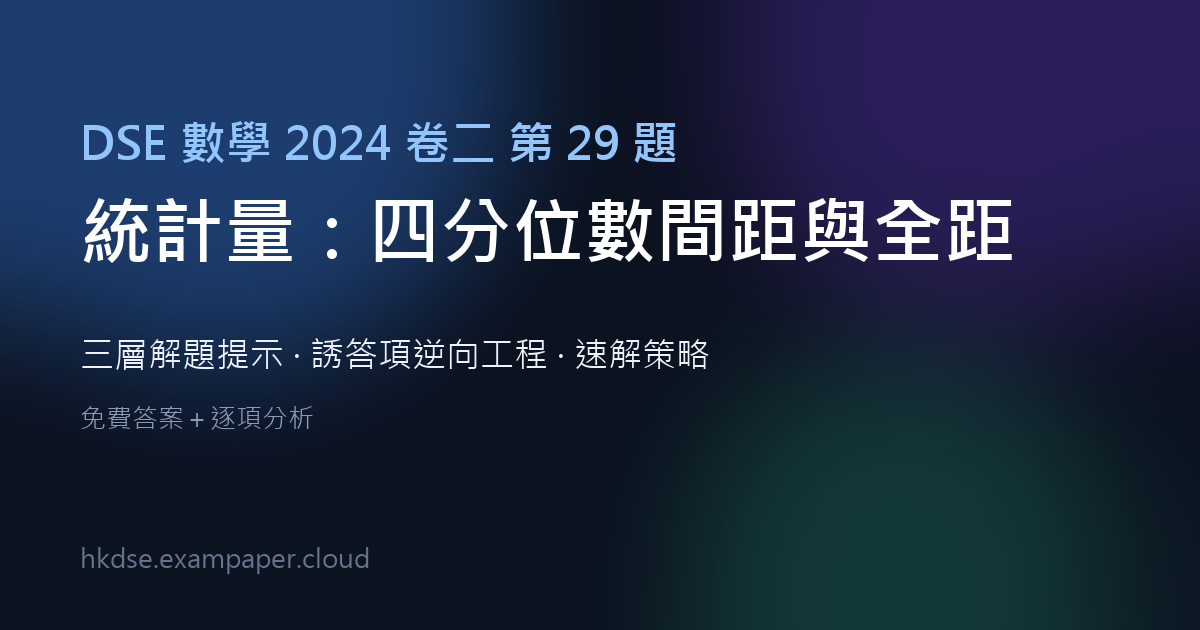 DSE 數學 2024 卷二 第 29 題
統計量：四分位數間距與全距
三層解題提示 · 誘答項逆向工程 · 速解策略
免費答案 + 逐項分析
hkdse.exampaper.cloud